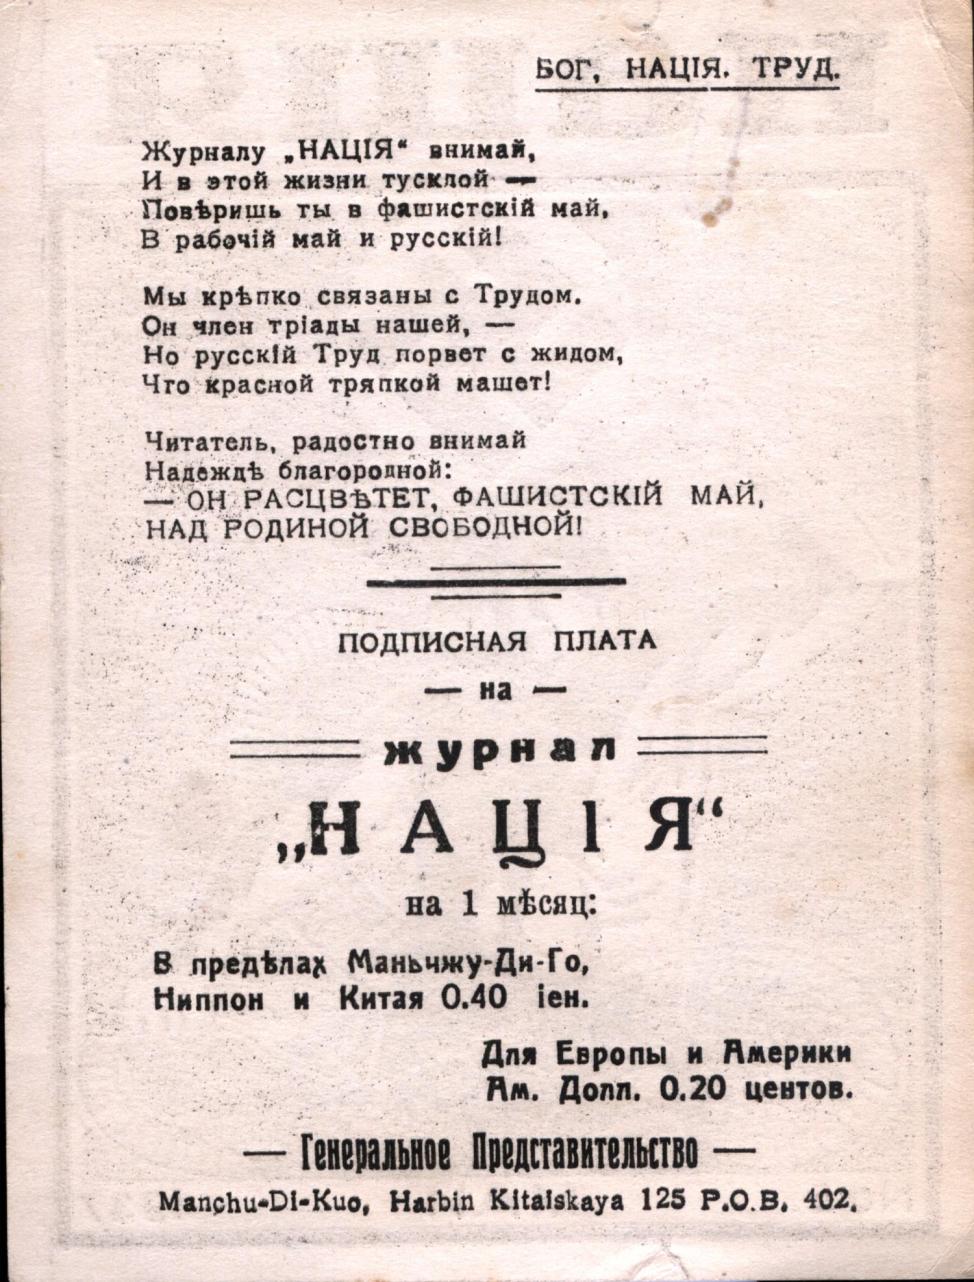 БОГ, НАЦІЯ. ТРУД.
Журналу „НАЦІЯ“ внимай,
И в этой жизни тусклой —
Повѣришь ты в фашистскій май,
В рабочій май и русскій!
Мы крѣпко связаны с Трудом.
Он член тріады нашей, —
Но русскій Труд порвет с жидом,
Что красной тряпкой машет!
Читатель, радостно внимай
Надеждѣ благородной:
— ОН РАСЦВѢТЕТ, ФАШИСТСКІЙ МАЙ,
НАД РОДИНОЙ СВОБОДНОЙ!
ПОДПИСНАЯ ПЛАТА
— на —
журнал
„НАЦІЯ“
на 1 мѣсяц:
В предѣлах Маньчжу-Ди-Го,
Ниппон и Китая 0.40 іен.
Для Европы и Америки
Ам. Долл. 0.20 центов.
— Генеральное Представительство —
Manchu-Di-Kuo, Harbin Kitaiskaya 125 P.O.B. 402.